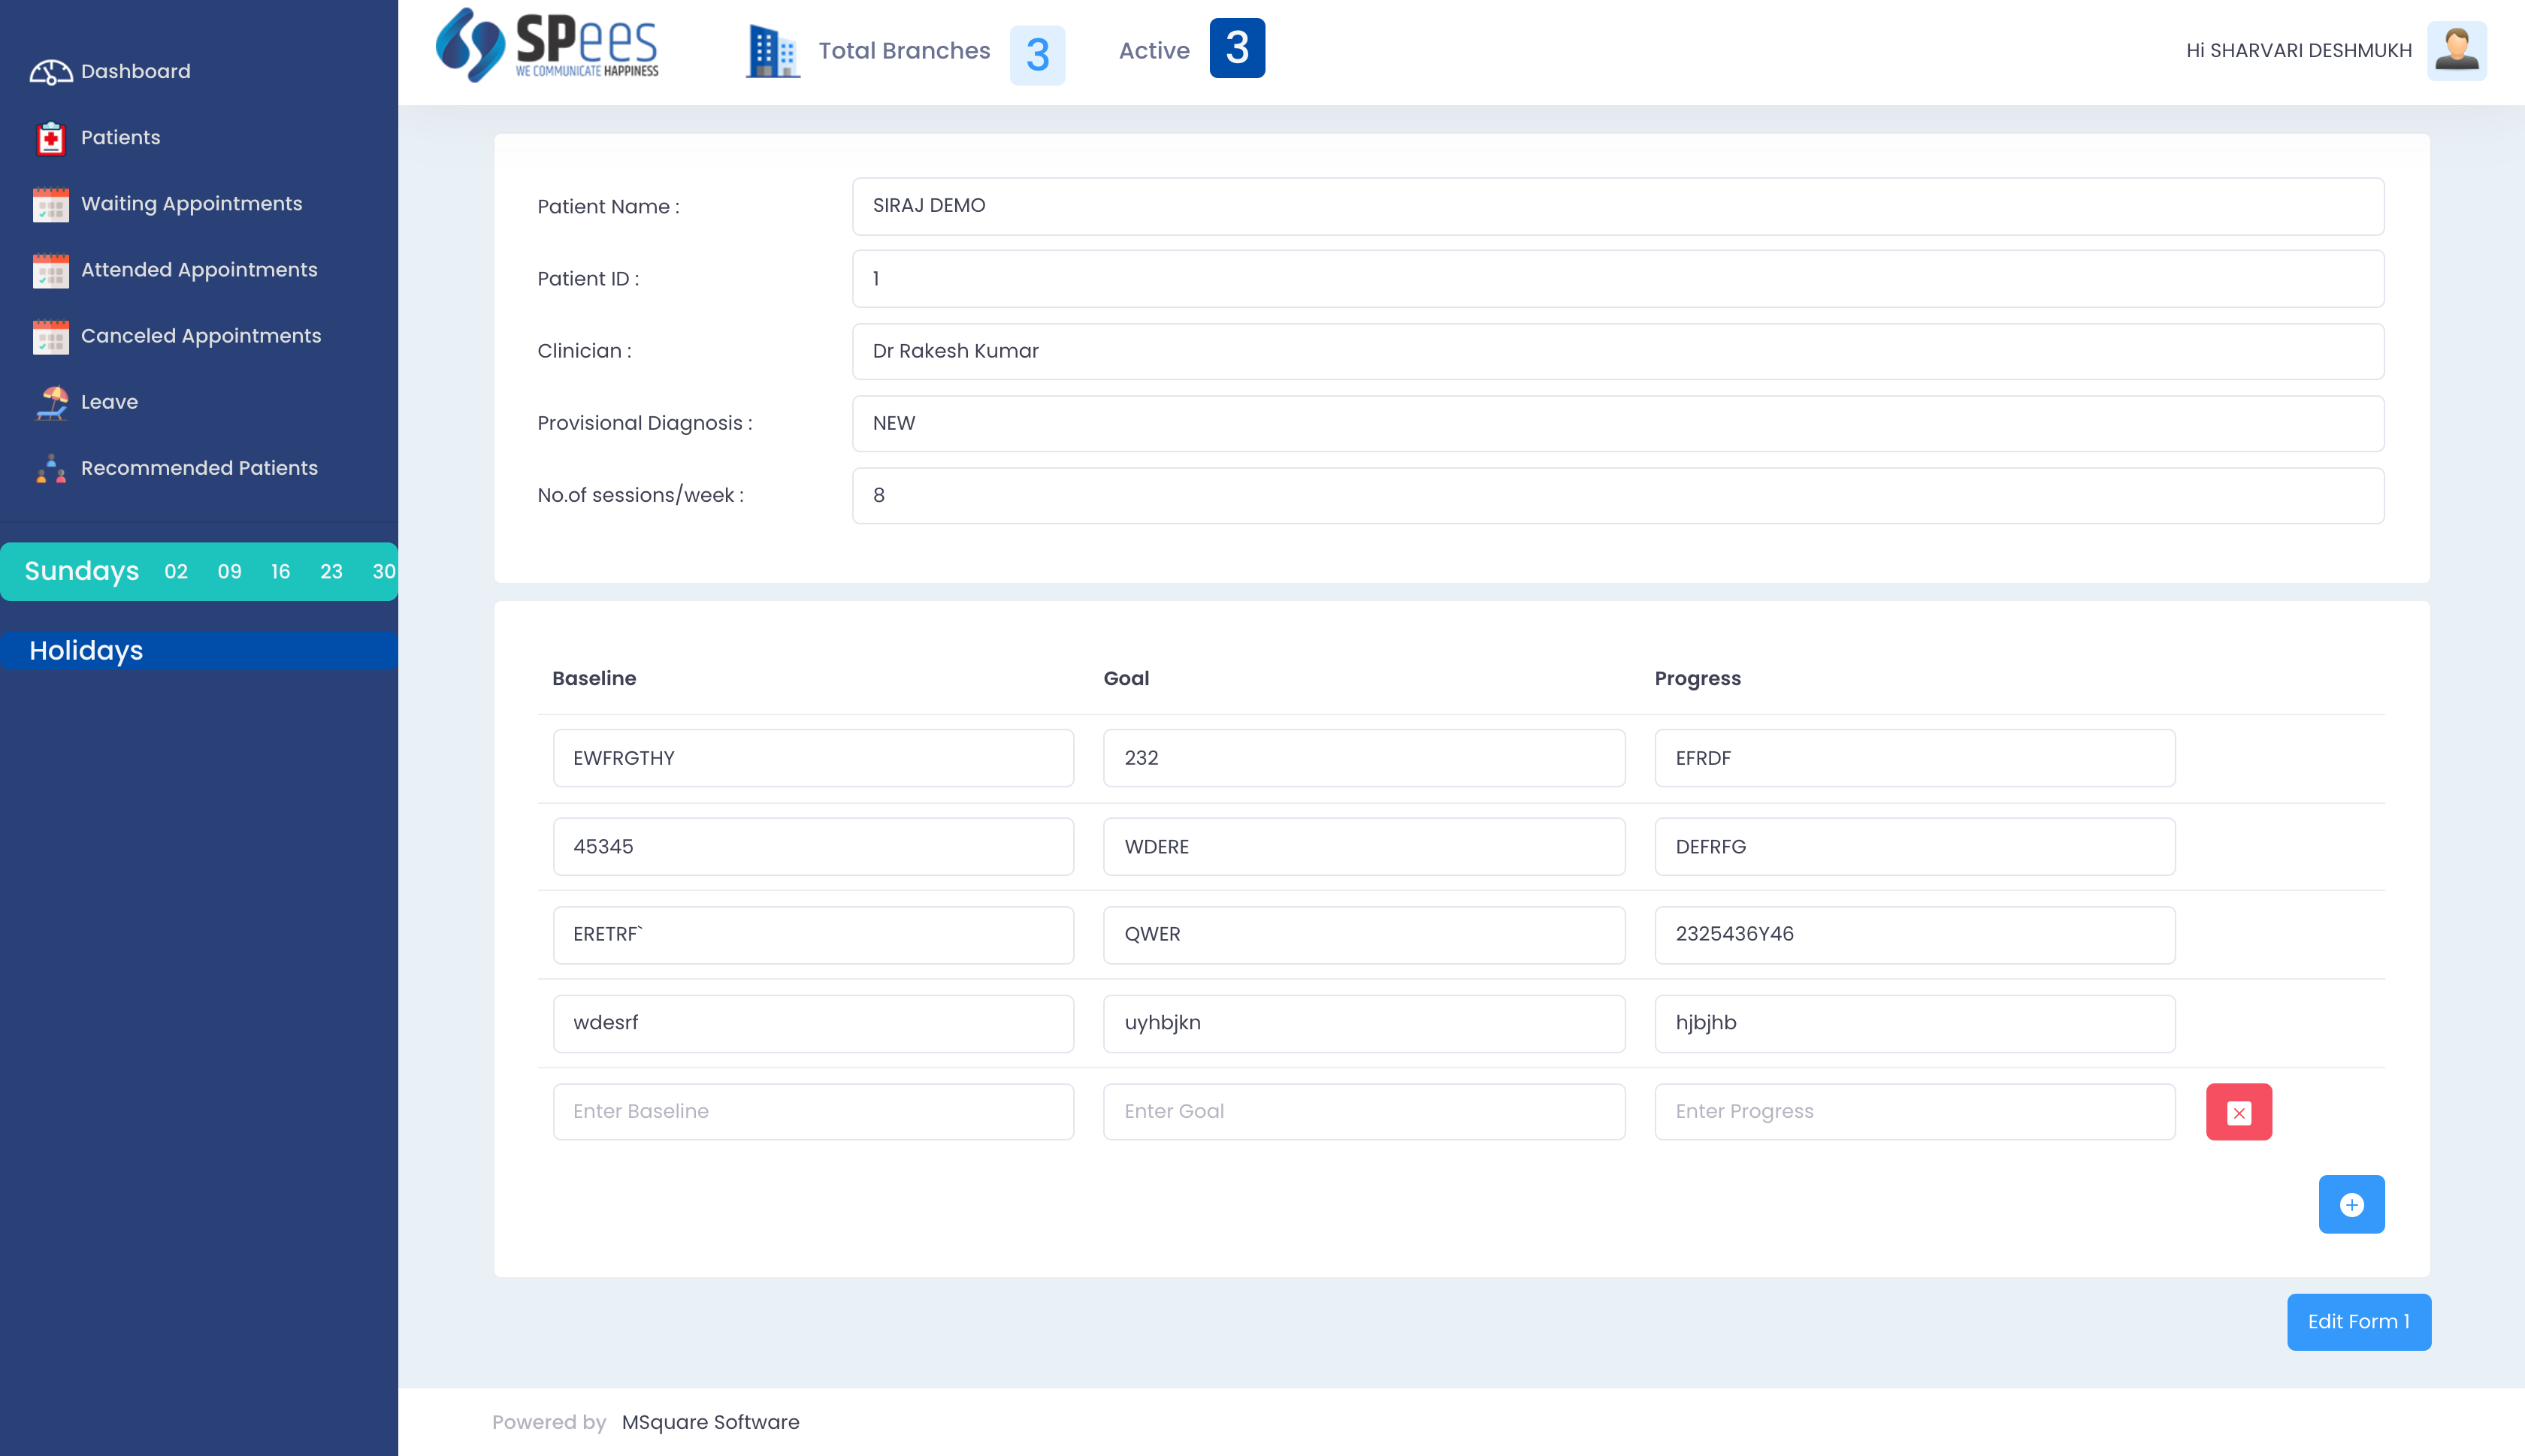 Dashboard
Patients
Waiting Appointments
Attended Appointments
Canceled Appointments
Leave
Recommended Patients
Sundays 02 09 16 23 30
Holidays
SPees
WE COMMUNICATE HAPPINESS
Total Branches 3 Active 3
Hi SHARVARI DESHMUKH
Patient Name : SIRAJ DEMO
Patient ID : 1
Clinician : Dr Rakesh Kumar
Provisional Diagnosis : NEW
No.of sessions/week : 8
Baseline Goal Progress
EWFRGTHY 232 EFRDF
45345 WDERE DEFRFG
ERETRF` QWER 2325436Y46
wdesrf uyhbjkn hjbjhb
Enter Baseline Enter Goal Enter Progress
Edit Form 1
Powered by MSquare Software